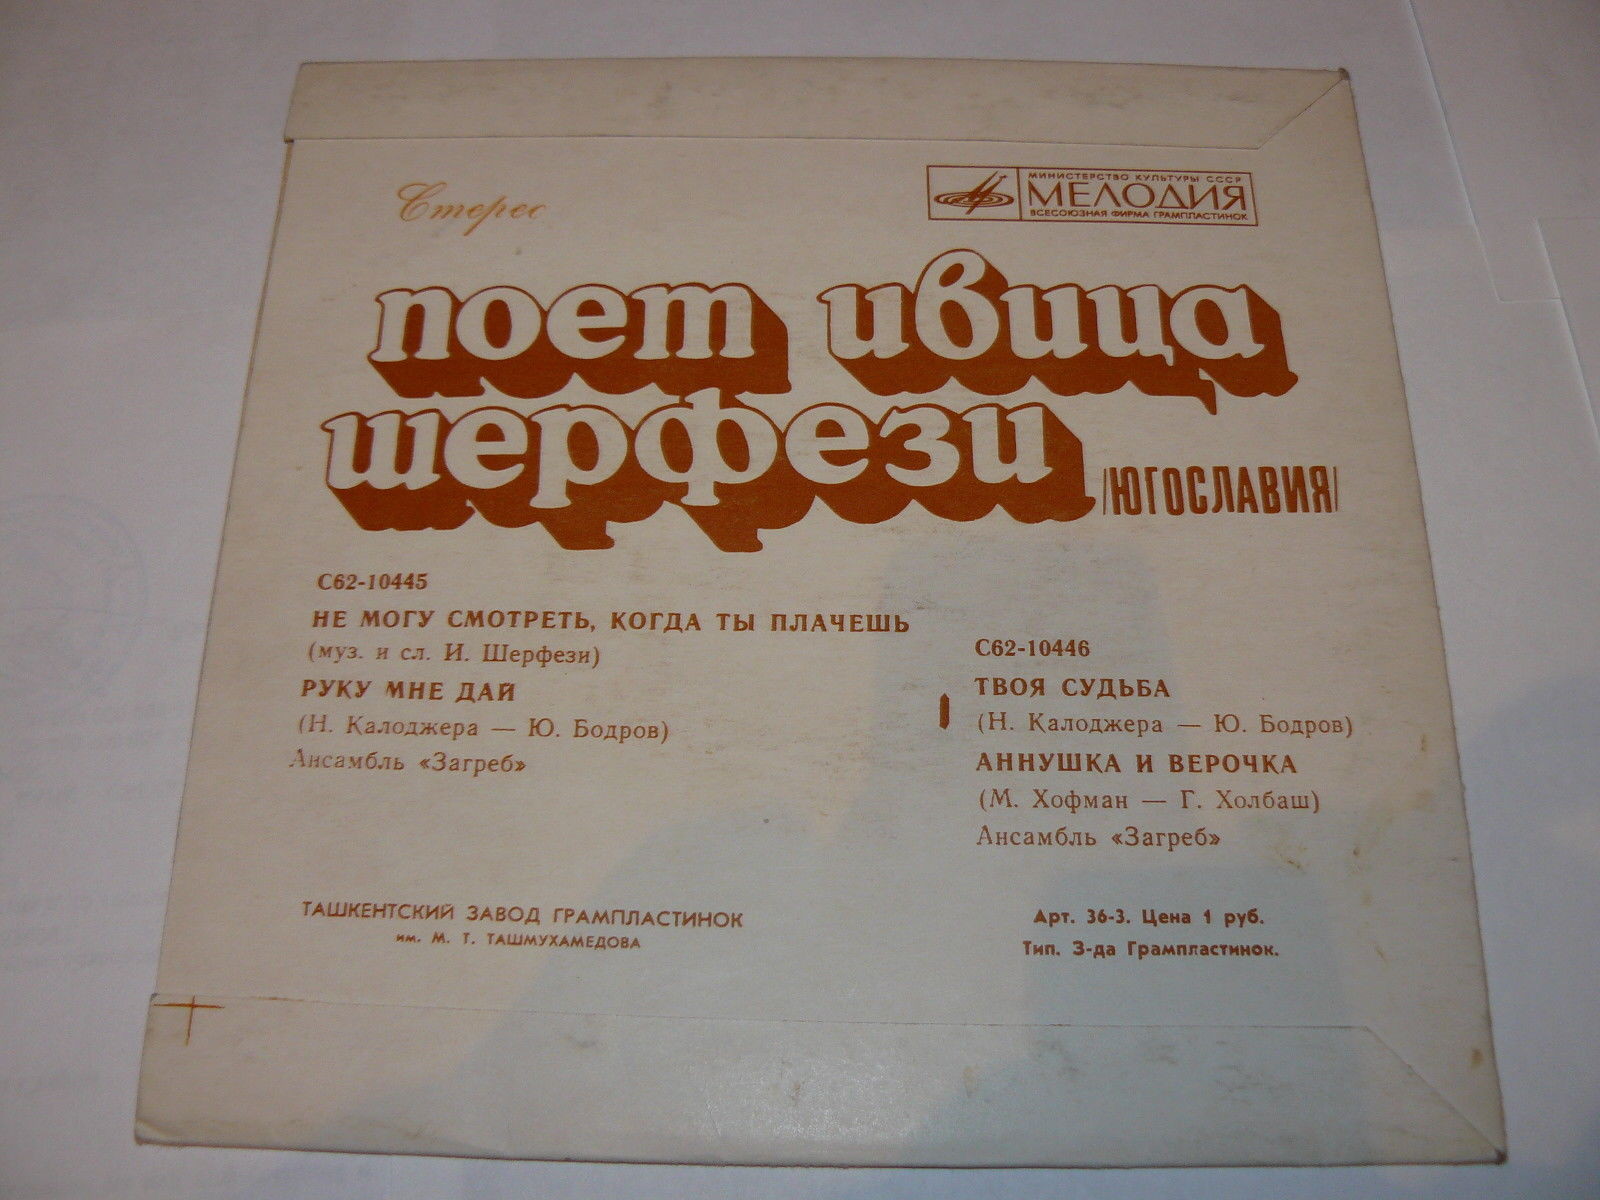 Стерео
МИНИСТЕРСТВО КУЛЬТУРЫ СССР
МЕЛОДИЯ
ВСЕСОЮЗНАЯ ФИРМА ГРАМПЛАСТИНОК
поет ивица
шерфези /ЮГОСЛАВИЯ/
С62-10445
НЕ МОГУ СМОТРЕТЬ, КОГДА ТЫ ПЛАЧЕШЬ
(муз. и сл. И. Шерфези)
РУКУ МНЕ ДАЙ
(Н. Калоджера — Ю. Бодров)
Ансамбль «Загреб»
С62-10446
ТВОЯ СУДЬБА
(Н. Калоджера — Ю. Бодров)
АННУШКА И ВЕРОЧКА
(М. Хофман — Г. Холбаш)
Ансамбль «Загреб»
ТАШКЕНТСКИЙ ЗАВОД ГРАМПЛАСТИНОК
им. М. Т. ТАШМУХАМЕДОВА
Арт. 36-3. Цена 1 руб.
Тип. З-да Грампластинок.